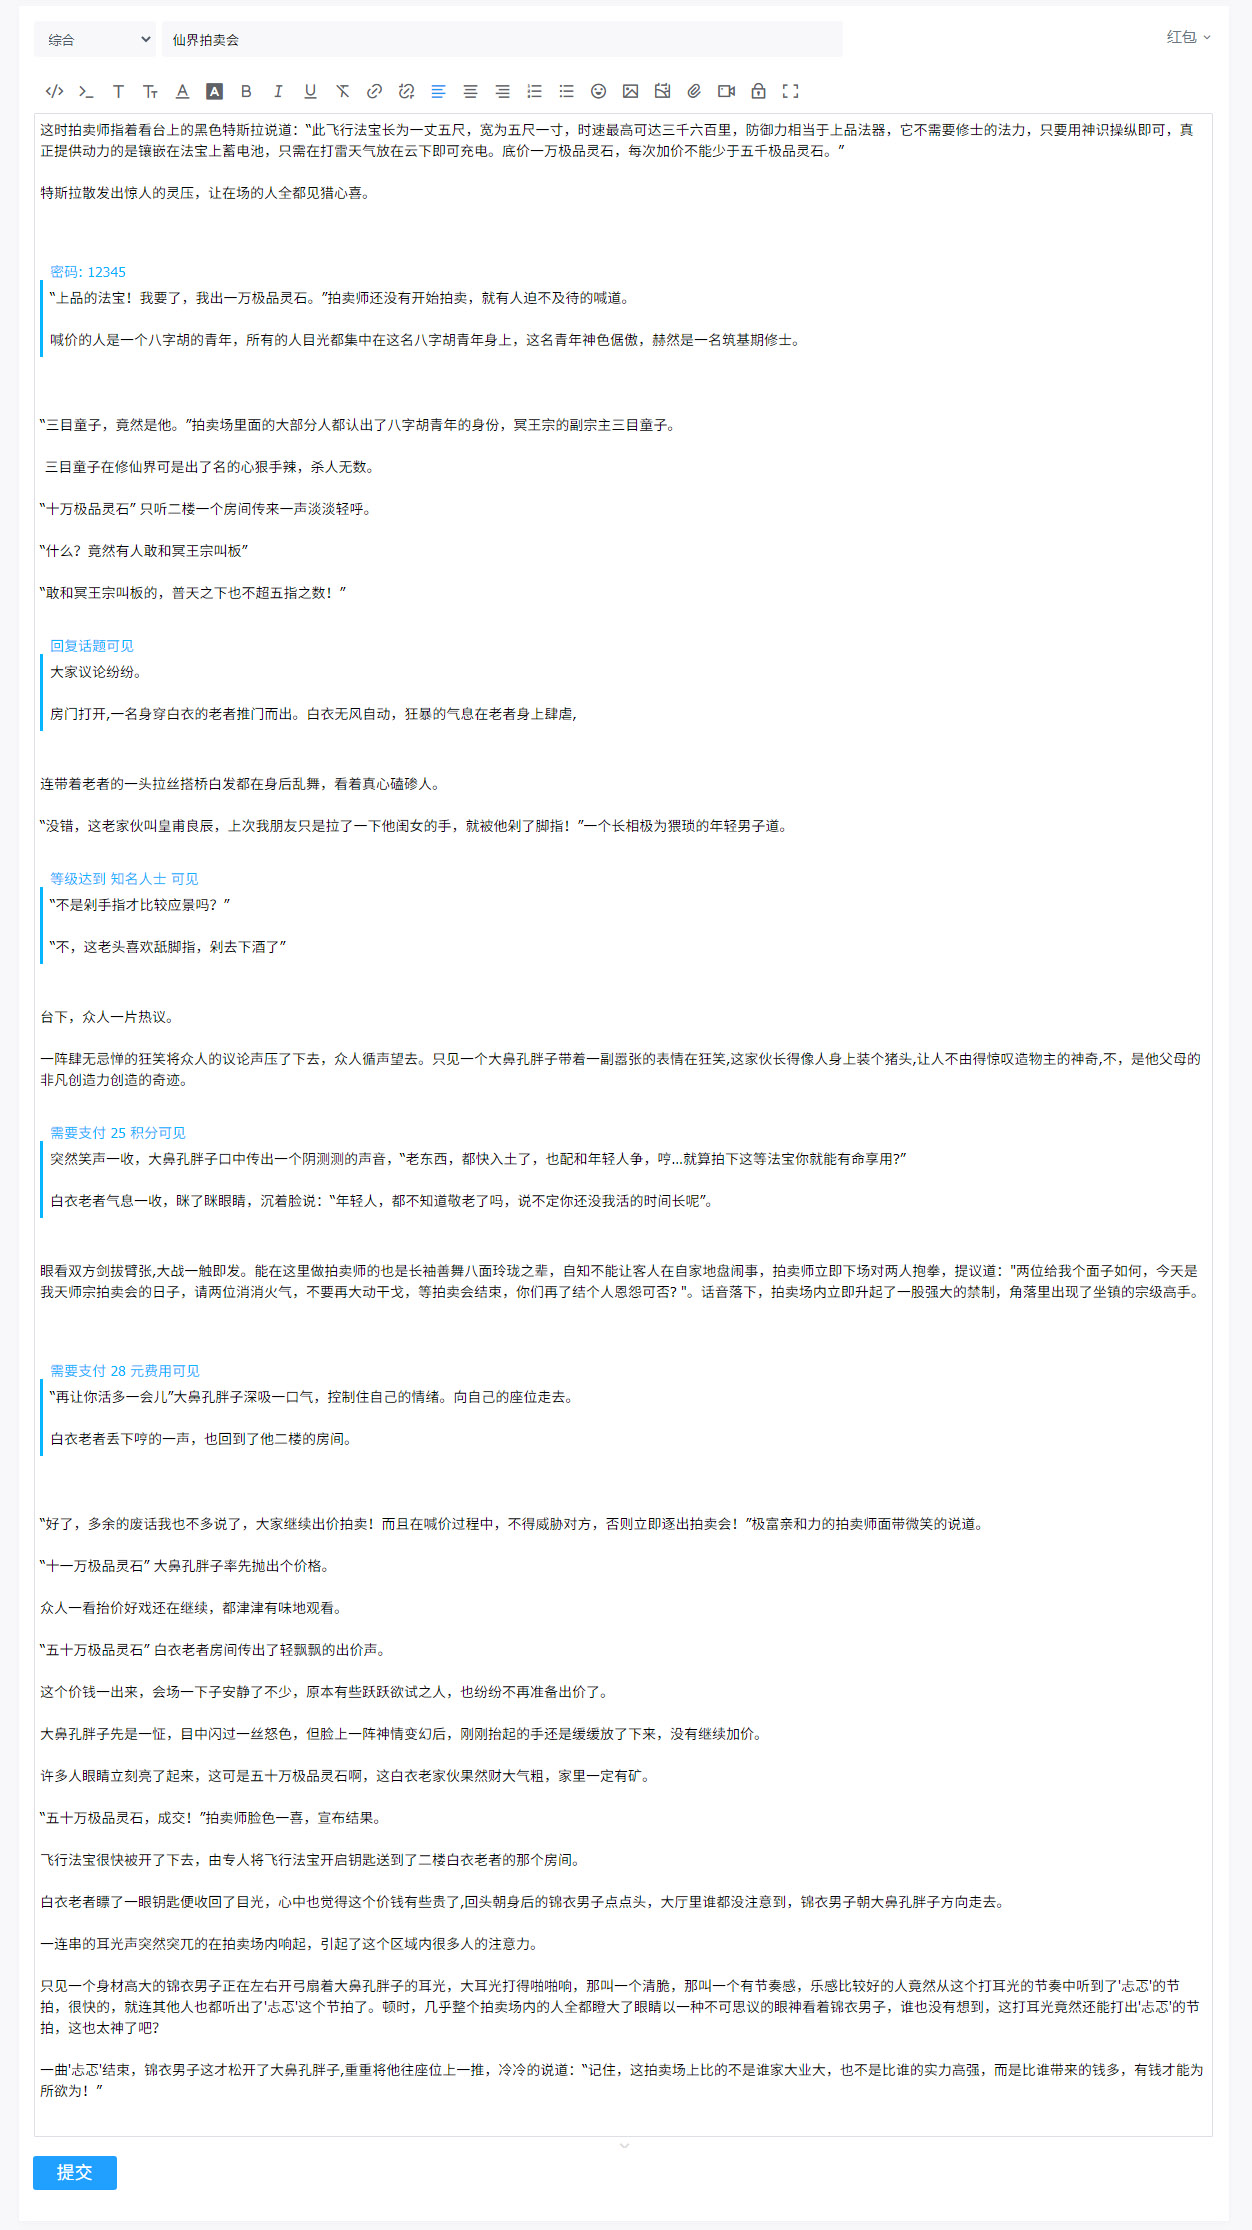 综合
仙界拍卖会
红包
这时拍卖师指着看台上的黑色特斯拉说道：“此飞行法宝长为一丈五尺，宽为五尺一寸，时速最高可达三千六百里，防御力相当于上品法器，它不需要修士的法力，只要用神识操纵即可，真
正提供动力的是镶嵌在法宝上蓄电池，只需在打雷天气放在云下即可充电。底价一万极品灵石，每次加价不能少于五千极品灵石。”
特斯拉散发出惊人的灵压，让在场的人全都见猎心喜。
密码: 12345
“上品的法宝！我要了，我出一万极品灵石。”拍卖师还没有开始拍卖，就有人迫不及待的喊道。
喊价的人是一个八字胡的青年，所有的人目光都集中在这名八字胡青年身上，这名青年神色倨傲，赫然是一名筑基期修士。
“三目童子，竟然是他。”拍卖场里面的大部分人都认出了八字胡青年的身份，冥王宗的副宗主三目童子。
三目童子在修仙界可是出了名的心狠手辣，杀人无数。
“十万极品灵石” 只听二楼一个房间传来一声淡淡轻呼。
“什么？竟然有人敢和冥王宗叫板”
“敢和冥王宗叫板的，普天之下也不超五指之数！”
回复话题可见
大家议论纷纷。
房门打开,一名身穿白衣的老者推门而出。白衣无风自动，狂暴的气息在老者身上肆虐,
连带着老者的一头拉丝搭桥白发都在身后乱舞，看着真心磕碜人。
“没错，这老家伙叫皇甫良辰，上次我朋友只是拉了一下他闺女的手，就被他剁了脚指！”一个长相极为猥琐的年轻男子道。
等级达到 知名人士 可见
“不是剁手指才比较应景吗？”
“不，这老头喜欢舐脚指，剁去下酒了”
台下，众人一片热议。
一阵肆无忌惮的狂笑将众人的议论声压了下去，众人循声望去。只见一个大鼻孔胖子带着一副嚣张的表情在狂笑,这家伙长得像人身上装个猪头,让人不由得惊叹造物主的神奇,不，是他父母的
非凡创造力创造的奇迹。
需要支付 25 积分可见
突然笑声一收，大鼻孔胖子口中传出一个阴测测的声音，“老东西，都快入土了，也配和年轻人争，哼...就算拍下这等法宝你就能有命享用?”
白衣老者气息一收，眯了眯眼睛，沉着脸说：“年轻人，都不知道敬老了吗，说不定你还没我活的时间长呢”。
眼看双方剑拔臂张,大战一触即发。能在这里做拍卖师的也是长袖善舞八面玲珑之辈，自知不能让客人在自家地盘闹事，拍卖师立即下场对两人抱拳，提议道："两位给我个面子如何，今天是
我天师宗拍卖会的日子，请两位消消火气，不要再大动干戈，等拍卖会结束，你们再了结个人恩怨可否? "。话音落下，拍卖场内立即升起了一股强大的禁制，角落里出现了坐镇的宗级高手。
需要支付 28 元费用可见
“再让你活多一会儿”大鼻孔胖子深吸一口气，控制住自己的情绪。向自己的座位走去。
白衣老者丢下哼的一声，也回到了他二楼的房间。
“好了，多余的废话我也不多说了，大家继续出价拍卖！而且在喊价过程中，不得威胁对方，否则立即逐出拍卖会！”极富亲和力的拍卖师面带微笑的说道。
“十一万极品灵石” 大鼻孔胖子率先抛出个价格。
众人一看抬价好戏还在继续，都津津有味地观看。
“五十万极品灵石” 白衣老者房间传出了轻飘飘的出价声。
这个价钱一出来，会场一下子安静了不少，原本有些跃跃欲试之人，也纷纷不再准备出价了。
大鼻孔胖子先是一怔，目中闪过一丝怒色，但脸上一阵神情变幻后，刚刚抬起的手还是缓缓放了下来，没有继续加价。
许多人眼睛立刻亮了起来，这可是五十万极品灵石啊，这白衣老家伙果然财大气粗，家里一定有矿。
“五十万极品灵石，成交！”拍卖师脸色一喜，宣布结果。
飞行法宝很快被开了下去，由专人将飞行法宝开启钥匙送到了二楼白衣老者的那个房间。
白衣老者瞟了一眼钥匙便收回了目光，心中也觉得这个价钱有些贵了,回头朝身后的锦衣男子点点头，大厅里谁都没注意到，锦衣男子朝大鼻孔胖子方向走去。
一连串的耳光声突然突兀的在拍卖场内响起，引起了这个区域内很多人的注意力。
只见一个身材高大的锦衣男子正在左右开弓扇着大鼻孔胖子的耳光，大耳光打得啪啪响，那叫一个清脆，那叫一个有节奏感，乐感比较好的人竟然从这个打耳光的节奏中听到了'忐忑'的节
拍，很快的，就连其他人也都听出了'忐忑'这个节拍了。顿时，几乎整个拍卖场内的人全都瞪大了眼睛以一种不可思议的眼神看着锦衣男子，谁也没有想到，这打耳光竟然还能打出'忐忑'的节
拍，这也太神了吧？
一曲'忐忑'结束，锦衣男子这才松开了大鼻孔胖子,重重将他往座位上一推，冷冷的说道：“记住，这拍卖场上比的不是谁家大业大，也不是比谁的实力高强，而是比谁带来的钱多，有钱才能为
所欲为！”
提交